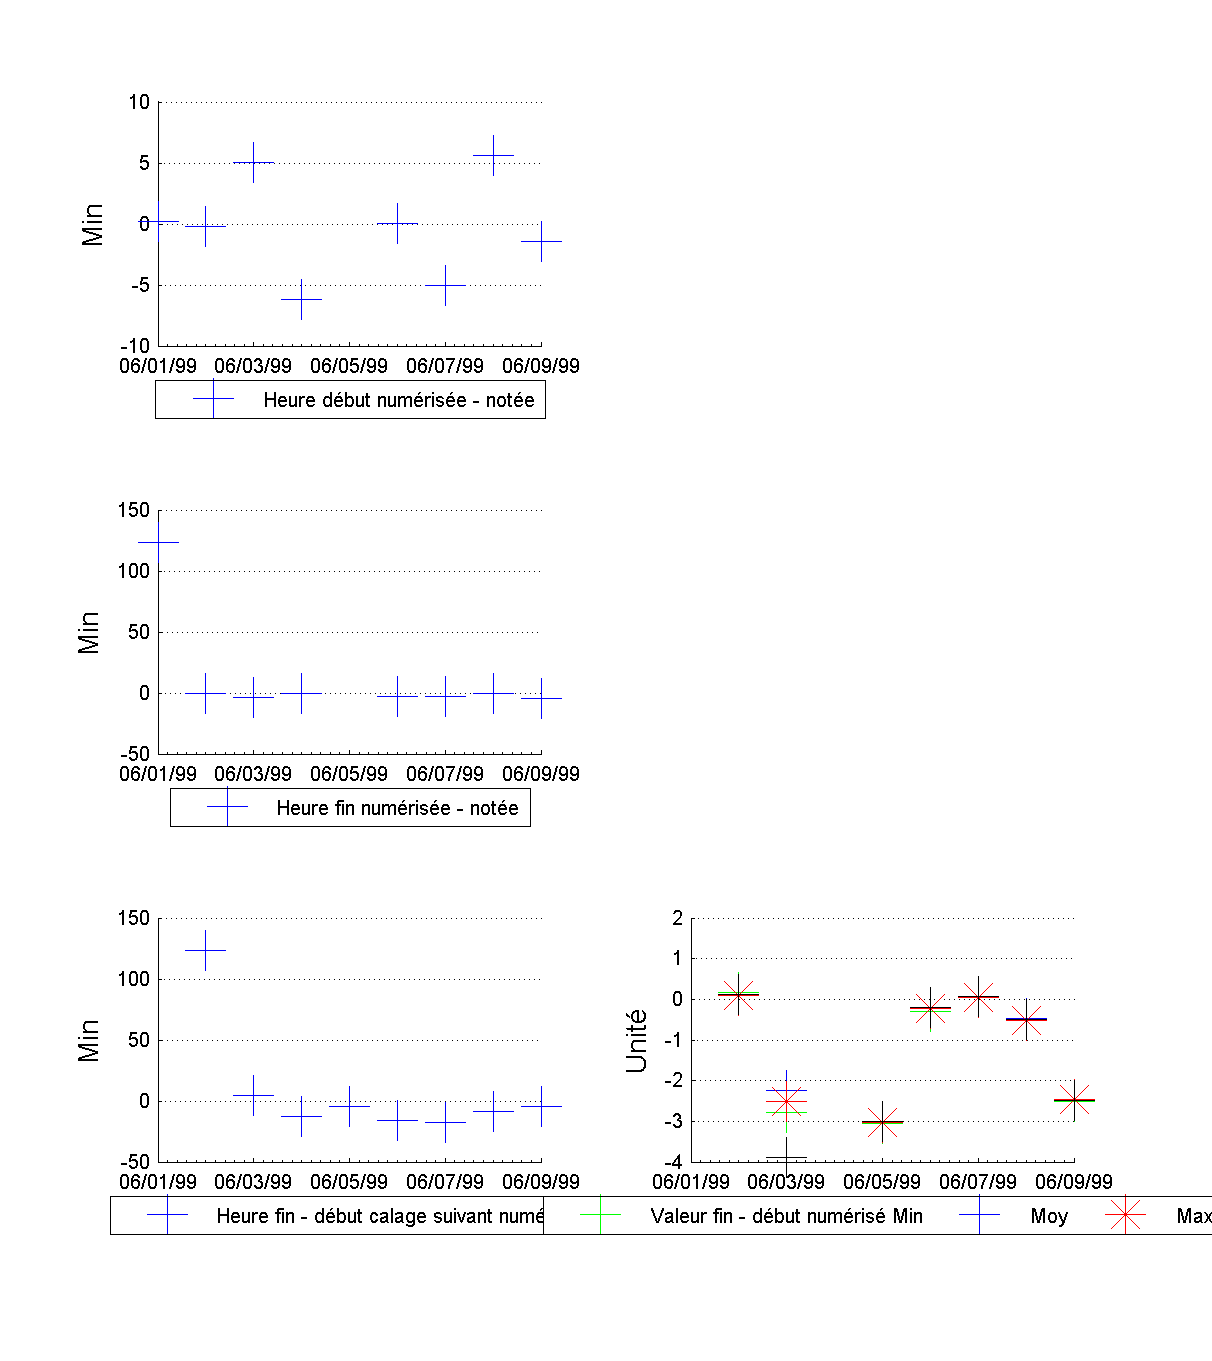 10
5
0
-5
-10
Min
06/01/99 06/03/99 06/05/99 06/07/99 06/09/99
Heure début numérisée - notée
150
100
50
0
-50
Min
06/01/99 06/03/99 06/05/99 06/07/99 06/09/99
Heure fin numérisée - notée
150
100
50
0
-50
Min
06/01/99 06/03/99 06/05/99 06/07/99 06/09/99
Heure fin - début calage suivant numé
2
1
0
-1
-2
-3
-4
Unité
06/01/99 06/03/99 06/05/99 06/07/99 06/09/99
Valeur fin - début numérisé Min Moy Max